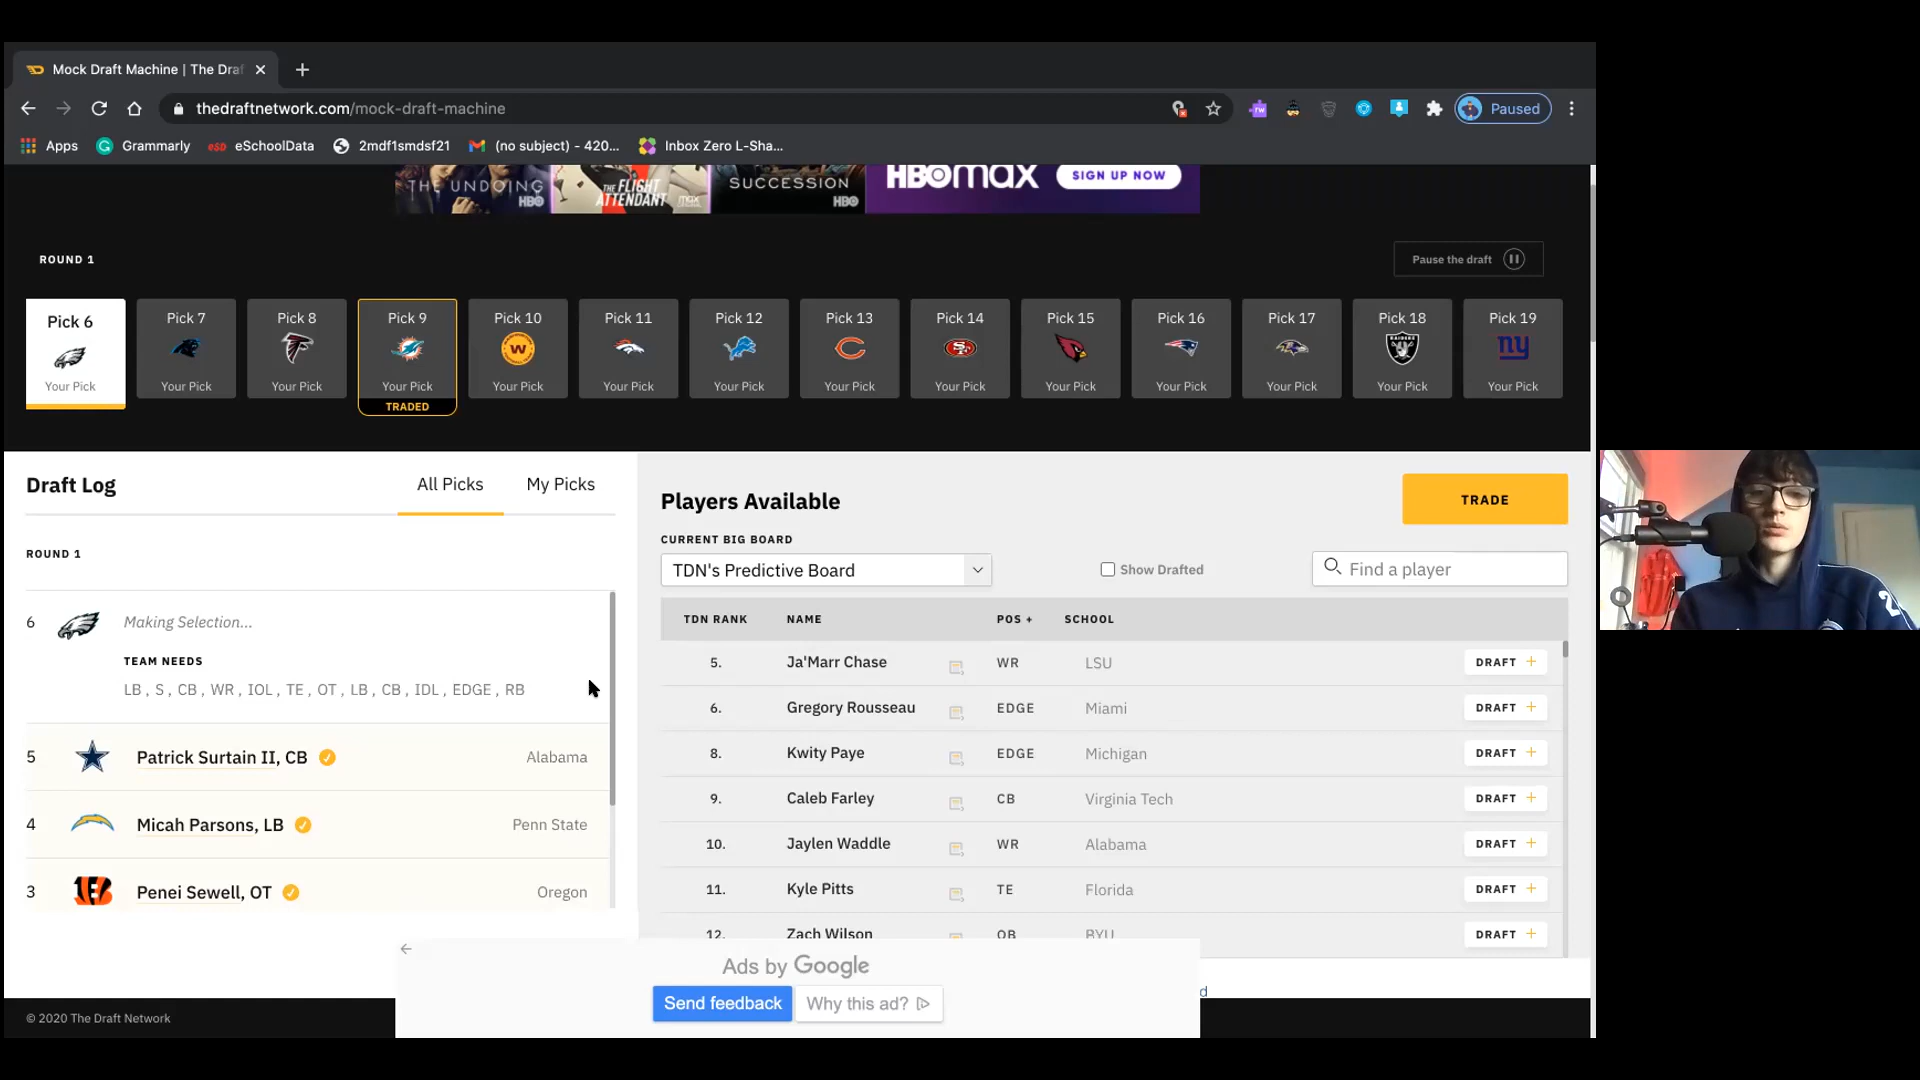 Mock Draft Machine | The Draf
thedraftnetwork.com/mock-draft-machine
Paused
Apps
Grammarly
eSchoolData
2mdf1smdsf21
(no subject) - 420...
Inbox Zero L-Sha...
THE UNDOING
HBO
THE FLIGHT ATTENDANT
max
SUCCESSION
HBO
HBOmax
SIGN UP NOW
ROUND 1
Pause the draft
Pick 6
Your Pick
Pick 7
Your Pick
Pick 8
Your Pick
Pick 9
Your Pick
TRADED
Pick 10
W
Your Pick
Pick 11
Your Pick
Pick 12
Your Pick
Pick 13
Your Pick
Pick 14
Your Pick
Pick 15
Your Pick
Pick 16
Your Pick
Pick 17
Your Pick
Pick 18
RAIDERS
Your Pick
Pick 19
ny
Your Pick
Draft Log
All Picks
My Picks
ROUND 1
6
Making Selection...
TEAM NEEDS
LB , S , CB , WR , IOL , TE , OT , LB , CB , IDL , EDGE , RB
5 Patrick Surtain II, CB Alabama
4 Micah Parsons, LB Penn State
3 Penei Sewell, OT Oregon
Players Available
TRADE
CURRENT BIG BOARD
TDN's Predictive Board
Show Drafted
Find a player
TDN RANK NAME POS + SCHOOL
5. Ja'Marr Chase WR LSU DRAFT +
6. Gregory Rousseau EDGE Miami DRAFT +
8. Kwity Paye EDGE Michigan DRAFT +
9. Caleb Farley CB Virginia Tech DRAFT +
10. Jaylen Waddle WR Alabama DRAFT +
11. Kyle Pitts TE Florida DRAFT +
12. Zach Wilson QB BYU DRAFT +
Ads by Google
Send feedback
Why this ad?
d
© 2020 The Draft Network
2